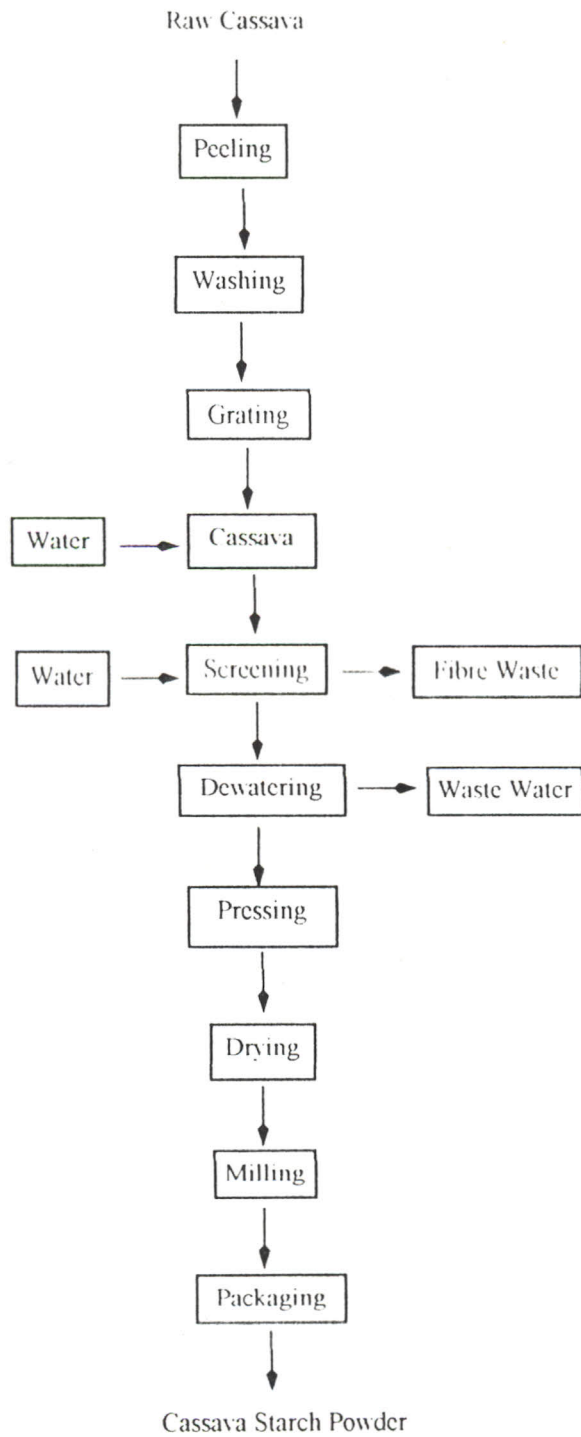 Raw Cassava
Peeling
Washing
Grating
Water
Cassava
Water
Screening
Fibre Waste
Dewatering
Waste Water
Pressing
Drying
Milling
Packaging
Cassava Starch Powder